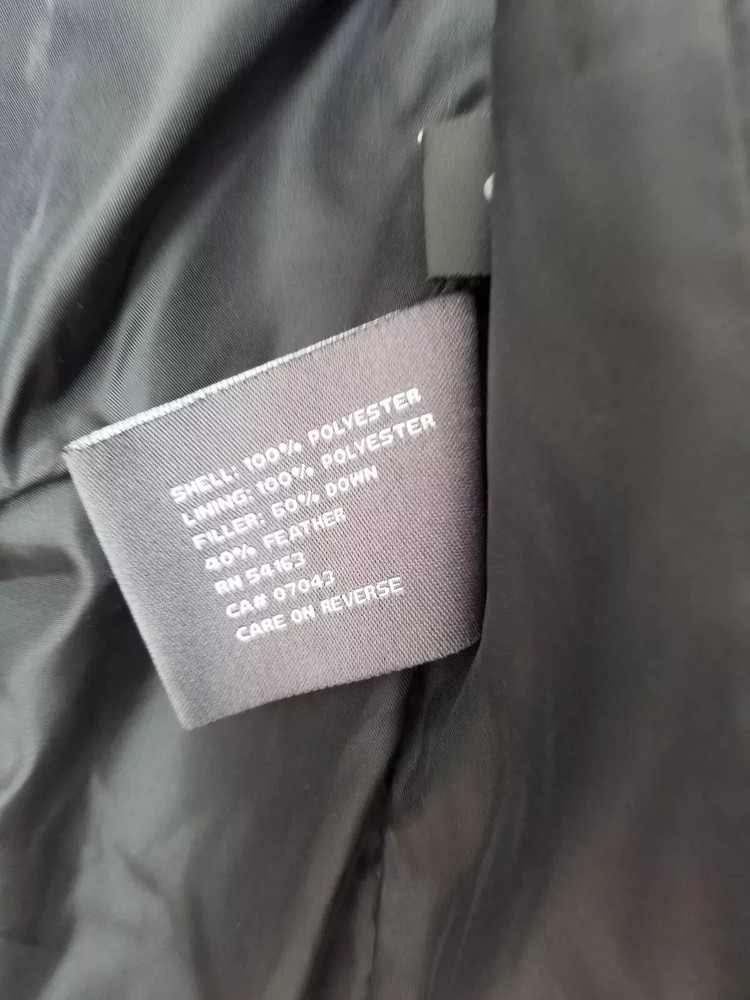 SHELL: 100% POLYESTER
LINING: 100% POLYESTER
FILLER: 60% DOWN
40% FEATHER
RN 54163
CA# 07043
CARE ON REVERSE